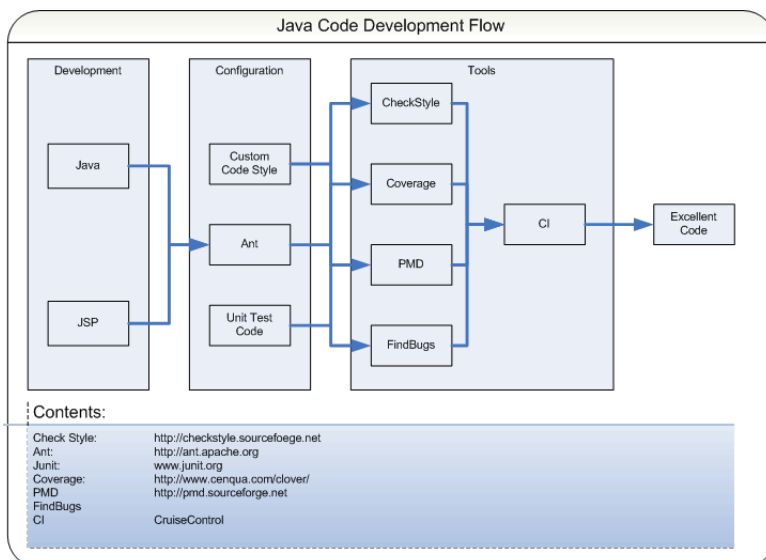 Java Code Development Flow
Development
Configuration
Tools
CheckStyle
Java
Custom
Code Style
Coverage
Ant
CI
Excellent
Code
PMD
JSP
Unit Test
Code
FindBugs
Contents:
Check Style: http://checkstyle.sourcefoege.net
Ant: http://ant.apache.org
Junit: www.junit.org
Coverage: http://www.cenqua.com/clover/
PMD http://pmd.sourceforge.net
FindBugs
CI CruiseControl